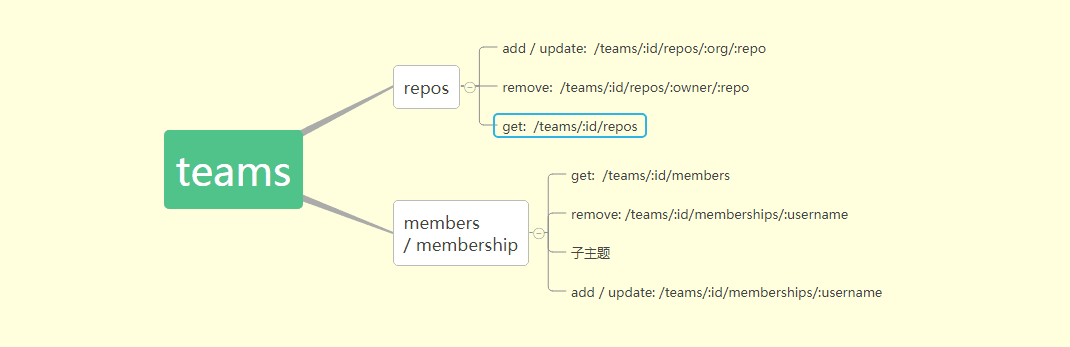 teams
repos
add / update:  /teams/:id/repos/:org/:repo
remove:  /teams/:id/repos/:owner/:repo
get:  /teams/:id/repos
members
/ membership
get:  /teams/:id/members
remove: /teams/:id/memberships/:username
子主题
add / update: /teams/:id/memberships/:username